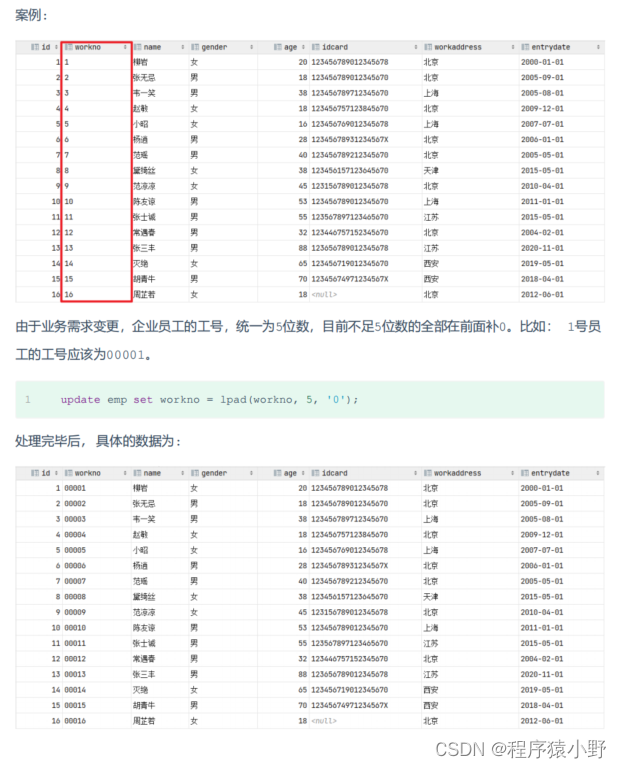 案例：
id workno name gender age idcard workaddress entrydate
1 1 柳岩 女 20 123456789012345678 北京 2000-01-01
2 2 张无忌 男 18 123456789012345670 北京 2005-09-01
3 3 韦一笑 男 38 123456789712345670 上海 2005-08-01
4 4 赵敏 女 18 123456757123845670 北京 2009-12-01
5 5 小昭 女 16 123456769012345678 上海 2007-07-01
6 6 杨逍 男 28 12345678931234567X 北京 2006-01-01
7 7 范瑶 男 40 123456789212345670 北京 2005-05-01
8 8 黛绮丝 女 38 123456157123645670 天津 2015-05-01
9 9 范凉凉 女 45 123156789012345678 北京 2010-04-01
10 10 陈友谅 男 53 123456789012345670 上海 2011-01-01
11 11 张士诚 男 55 123567897123465670 江苏 2015-05-01
12 12 常遇春 男 32 123446757152345670 北京 2004-02-01
13 13 张三丰 男 88 123656789012345678 江苏 2020-11-01
14 14 灭绝 女 65 123456719012345670 西安 2019-05-01
15 15 胡青牛 男 70 12345674971234567X 西安 2018-04-01
16 16 周芷若 女 18 <null> 北京 2012-06-01
由于业务需求变更，企业员工的工号，统一为5位数，目前不足5位数的全部在前面补0。比如： 1号员
工的工号应该为00001。
1 update emp set workno = lpad(workno, 5, '0');
处理完毕后, 具体的数据为：
id workno name gender age idcard workaddress entrydate
1 00001 柳岩 女 20 123456789012345678 北京 2000-01-01
2 00002 张无忌 男 18 123456789012345670 北京 2005-09-01
3 00003 韦一笑 男 38 123456789712345670 上海 2005-08-01
4 00004 赵敏 女 18 123456757123845670 北京 2009-12-01
5 00005 小昭 女 16 123456769012345678 上海 2007-07-01
6 00006 杨逍 男 28 12345678931234567X 北京 2006-01-01
7 00007 范瑶 男 40 123456789212345670 北京 2005-05-01
8 00008 黛绮丝 女 38 123456157123645670 天津 2015-05-01
9 00009 范凉凉 女 45 123156789012345678 北京 2010-04-01
10 00010 陈友谅 男 53 123456789012345670 上海 2011-01-01
11 00011 张士诚 男 55 123567897123465670 江苏 2015-05-01
12 00012 常遇春 男 32 123446757152345670 北京 2004-02-01
13 00013 张三丰 男 88 123656789012345678 江苏 2020-11-01
14 00014 灭绝 女 65 123456719012345670 西安 2019-05-01
15 00015 胡青牛 男 70 12345674971234567X 西安 2018-04-01
16 00016 周芷若 女 18 <null> 北京 2012-06-01
CSDN @程序猿小野